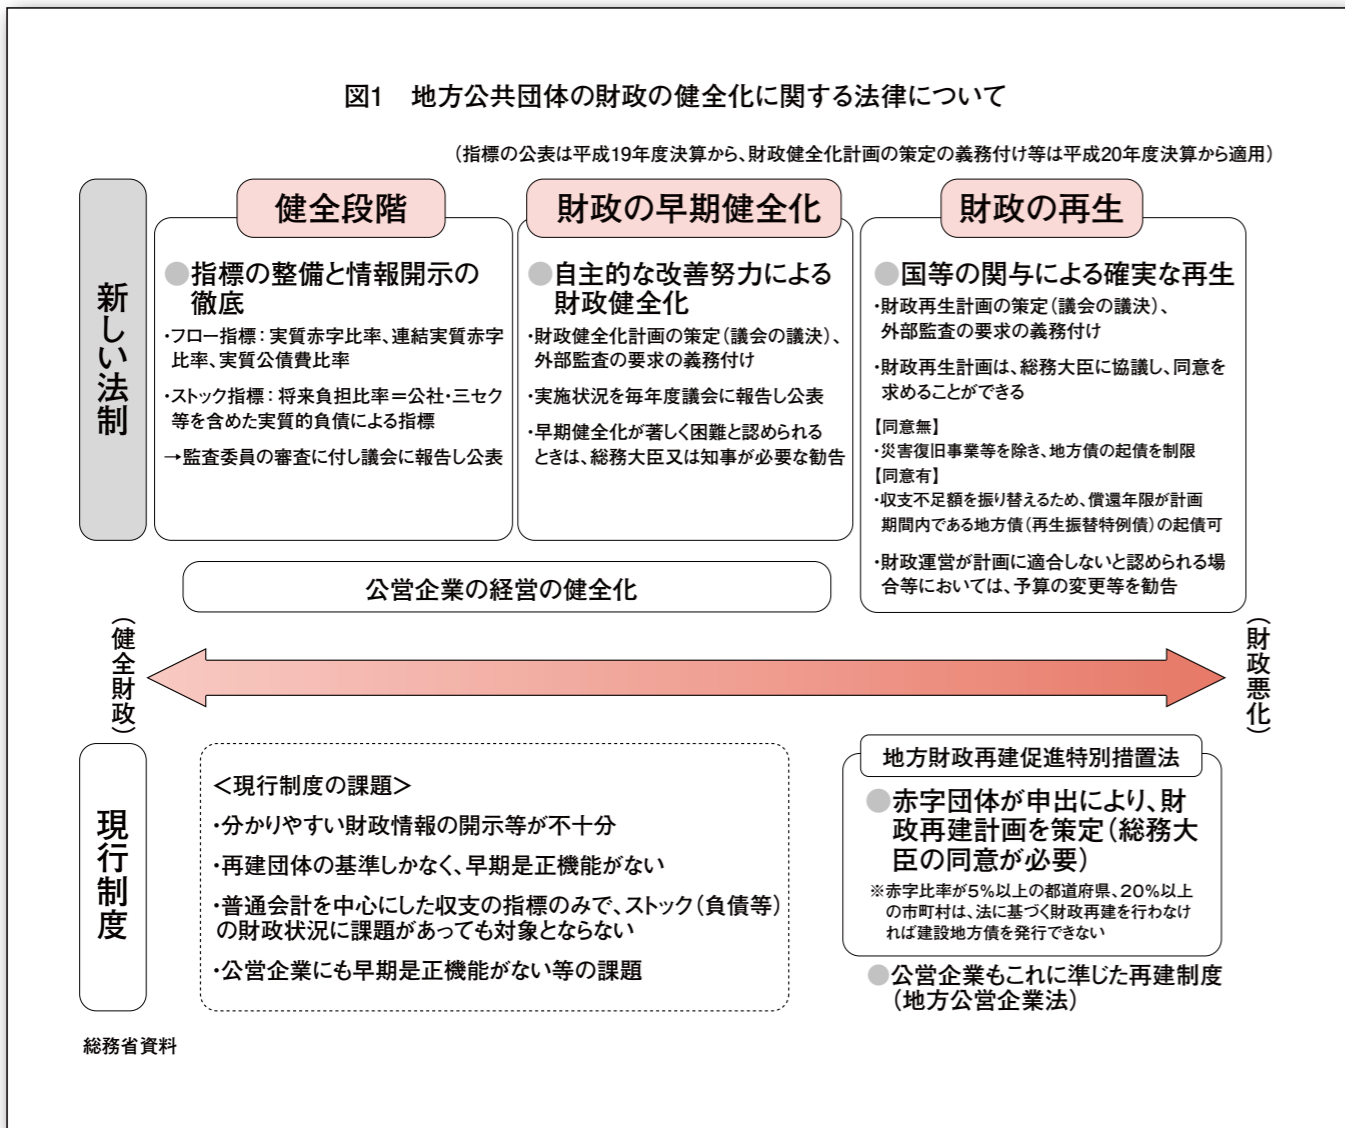 図1　地方公共団体の財政の健全化に関する法律について
（指標の公表は平成19年度決算から、財政健全化計画の策定の義務付け等は平成20年度決算から適用）
新しい法制
健全段階
●指標の整備と情報開示の
徹底
・フロー指標：実質赤字比率、連結実質赤字
比率、実質公債費比率
・ストック指標：将来負担比率＝公社・三セク
等を含めた実質的負債による指標
→監査委員の審査に付し議会に報告し公表
財政の早期健全化
●自主的な改善努力による
財政健全化
・財政健全化計画の策定（議会の議決）、
外部監査の要求の義務付け
・実施状況を毎年度議会に報告し公表
・早期健全化が著しく困難と認められる
ときは、総務大臣又は知事が必要な勧告
財政の再生
●国等の関与による確実な再生
・財政再生計画の策定（議会の議決）、
外部監査の要求の義務付け
・財政再生計画は、総務大臣に協議し、同意を
求めることができる
【同意無】
・災害復旧事業等を除き、地方債の起債を制限
【同意有】
・収支不足額を振り替えるため、償還年限が計画
期間内である地方債（再生振替特例債）の起債可
・財政運営が計画に適合しないと認められる場
合等においては、予算の変更等を勧告
公営企業の経営の健全化
（健全財政）
（財政悪化）
現行制度
＜現行制度の課題＞
・分かりやすい財政情報の開示等が不十分
・再建団体の基準しかなく、早期是正機能がない
・普通会計を中心にした収支の指標のみで、ストック（負債等）
の財政状況に課題があっても対象とならない
・公営企業にも早期是正機能がない等の課題
地方財政再建促進特別措置法
●赤字団体が申出により、財
政再建計画を策定（総務大
臣の同意が必要）
※赤字比率が5％以上の都道府県、20％以上
の市町村は、法に基づく財政再建を行わなけ
れば建設地方債を発行できない
●公営企業もこれに準じた再建制度
（地方公営企業法）
総務省資料